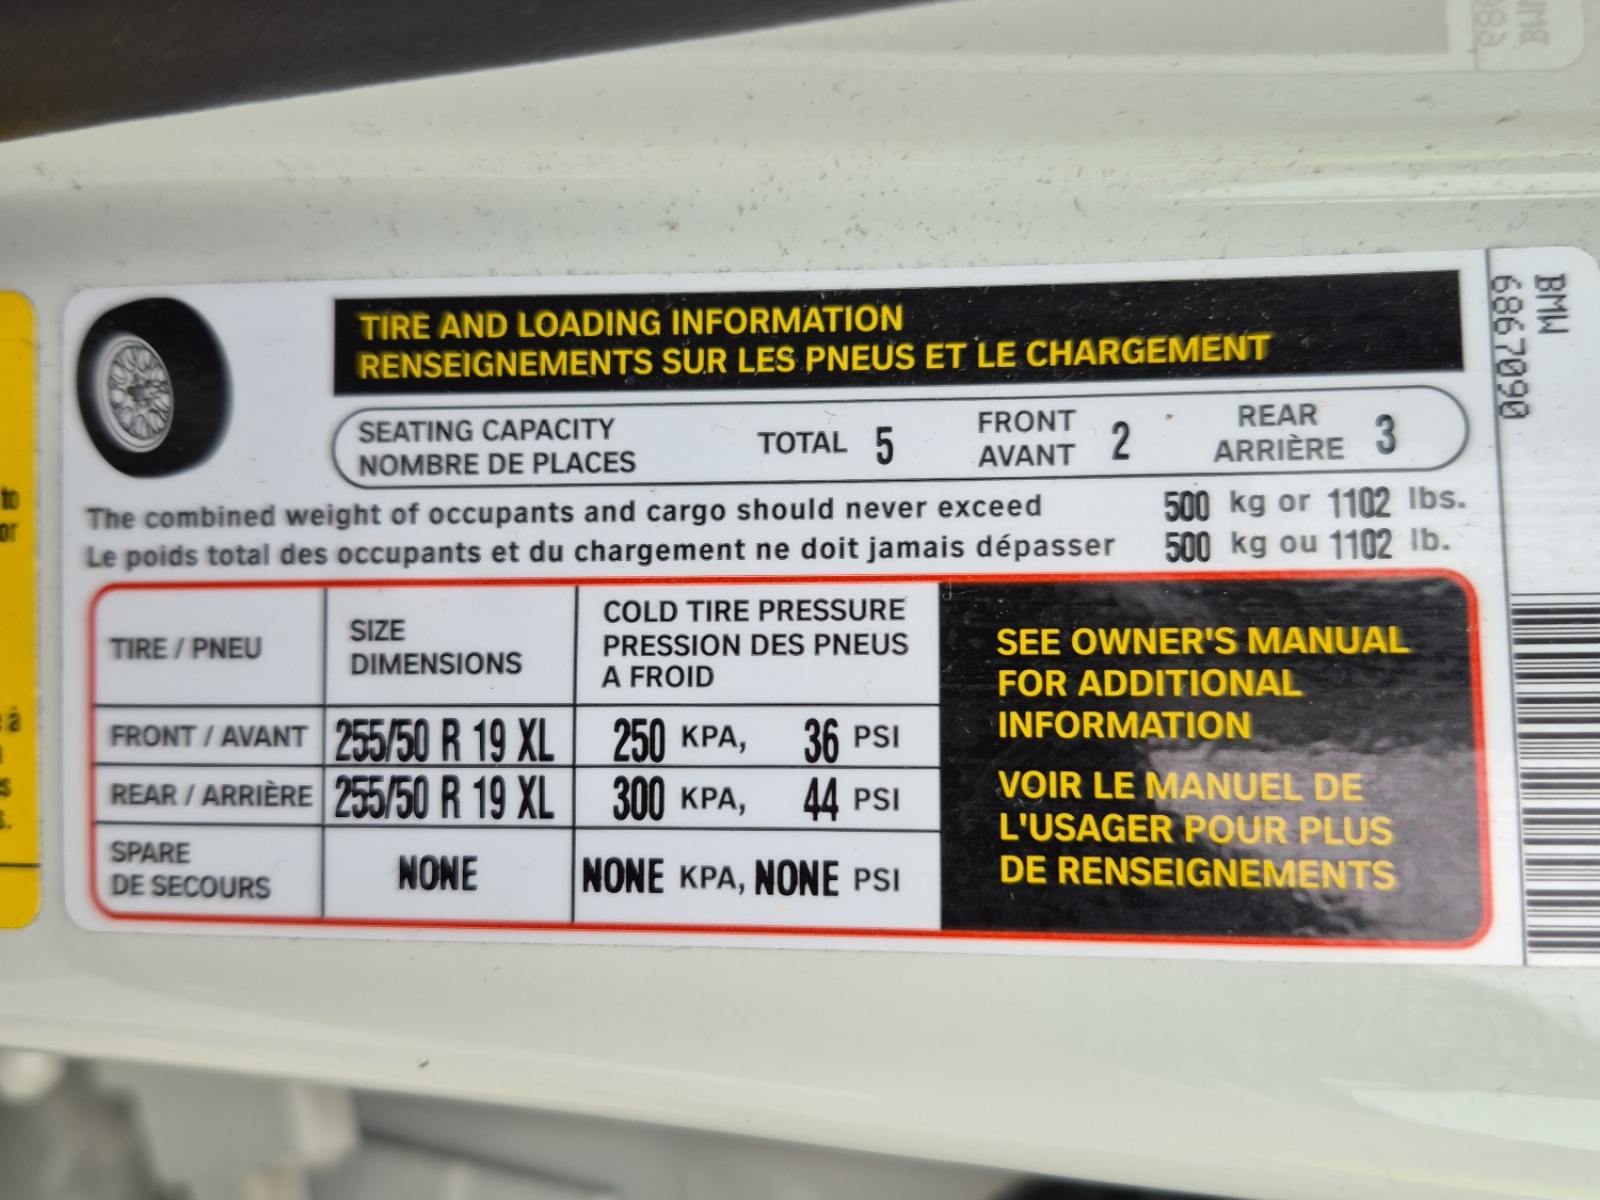 TIRE AND LOADING INFORMATION
RENSEIGNEMENTS SUR LES PNEUS ET LE CHARGEMENT
SEATING CAPACITY
NOMBRE DE PLACES
TOTAL 5
FRONT
AVANT 2
REAR
ARRIÈRE 3
The combined weight of occupants and cargo should never exceed 500 kg or 1102 lbs.
Le poids total des occupants et du chargement ne doit jamais dépasser 500 kg ou 1102 lb.
TIRE / PNEU
SIZE
DIMENSIONS
COLD TIRE PRESSURE
PRESSION DES PNEUS
A FROID
FRONT / AVANT 255/50 R 19 XL 250 KPA, 36 PSI
REAR / ARRIÈRE 255/50 R 19 XL 300 KPA, 44 PSI
SPARE
DE SECOURS
NONE NONE KPA, NONE PSI
SEE OWNER'S MANUAL
FOR ADDITIONAL
INFORMATION
VOIR LE MANUEL DE
L'USAGER POUR PLUS
DE RENSEIGNEMENTS
BMW
6867090
to
or
à